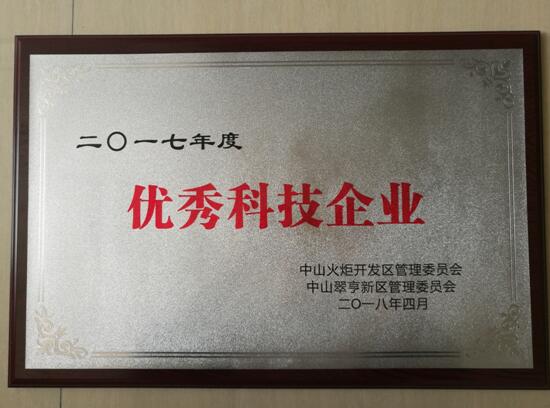 二〇一七年度
优秀科技企业
中山火炬开发区管理委员会
中山翠亨新区管理委员会
二〇一八年四月